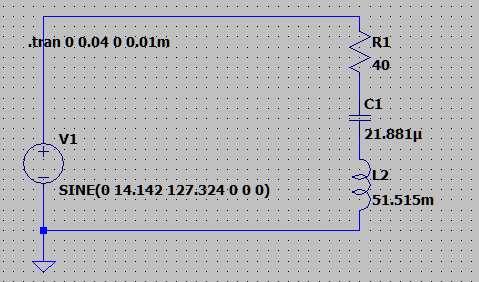 .tran 0 0.04 0 0.01m
R1
40
C1
21.881µ
V1
L2
SINE(0 14.142 127.324 0 0 0)
51.515m